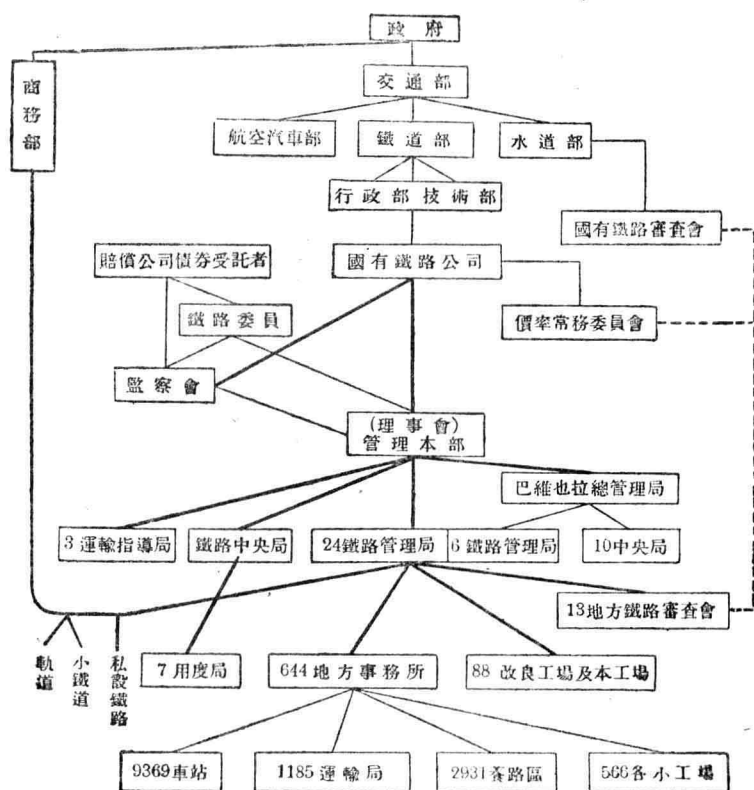 政府
商務部
交通部
航空汽車部
鐵道部
水道部
行政部 技術部
國有鐵路審查會
賠償公司債券受託者
國有鐵路公司
鐵路委員
價率常務委員會
監察會
(理事會)
管理本部
巴維也拉總管理局
3運輸指導局
鐵路中央局
24鐵路管理局
6鐵路管理局
10中央局
13地方鐵路審查會
軌道
小鐵道
私設鐵路
7用度局
644地方事務所
88改良工場及本工場
9369車站
1185運輸局
2931養路區
566各小工場